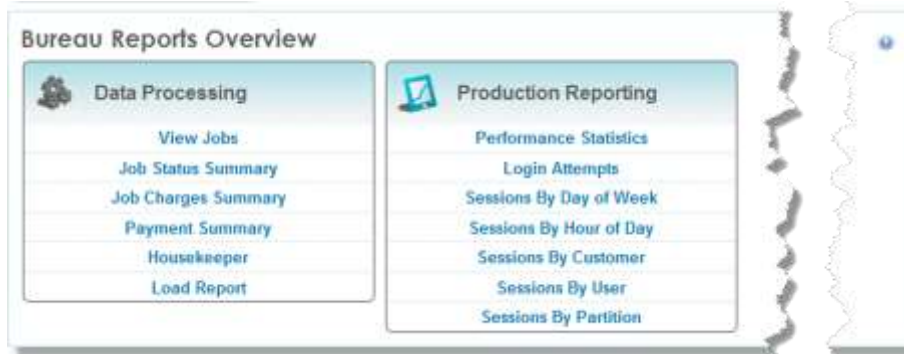 Bureau Reports Overview
Data Processing
View Jobs
Job Status Summary
Job Charges Summary
Payment Summary
Housekeeper
Load Report
Production Reporting
Performance Statistics
Login Attempts
Sessions By Day of Week
Sessions By Hour of Day
Sessions By Customer
Sessions By User
Sessions By Partition